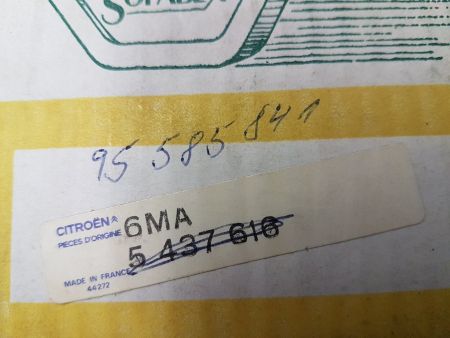 95 585 841
CITROËN
PIECES D'ORIGINE
6MA
5 437 616
MADE IN FRANCE
44272